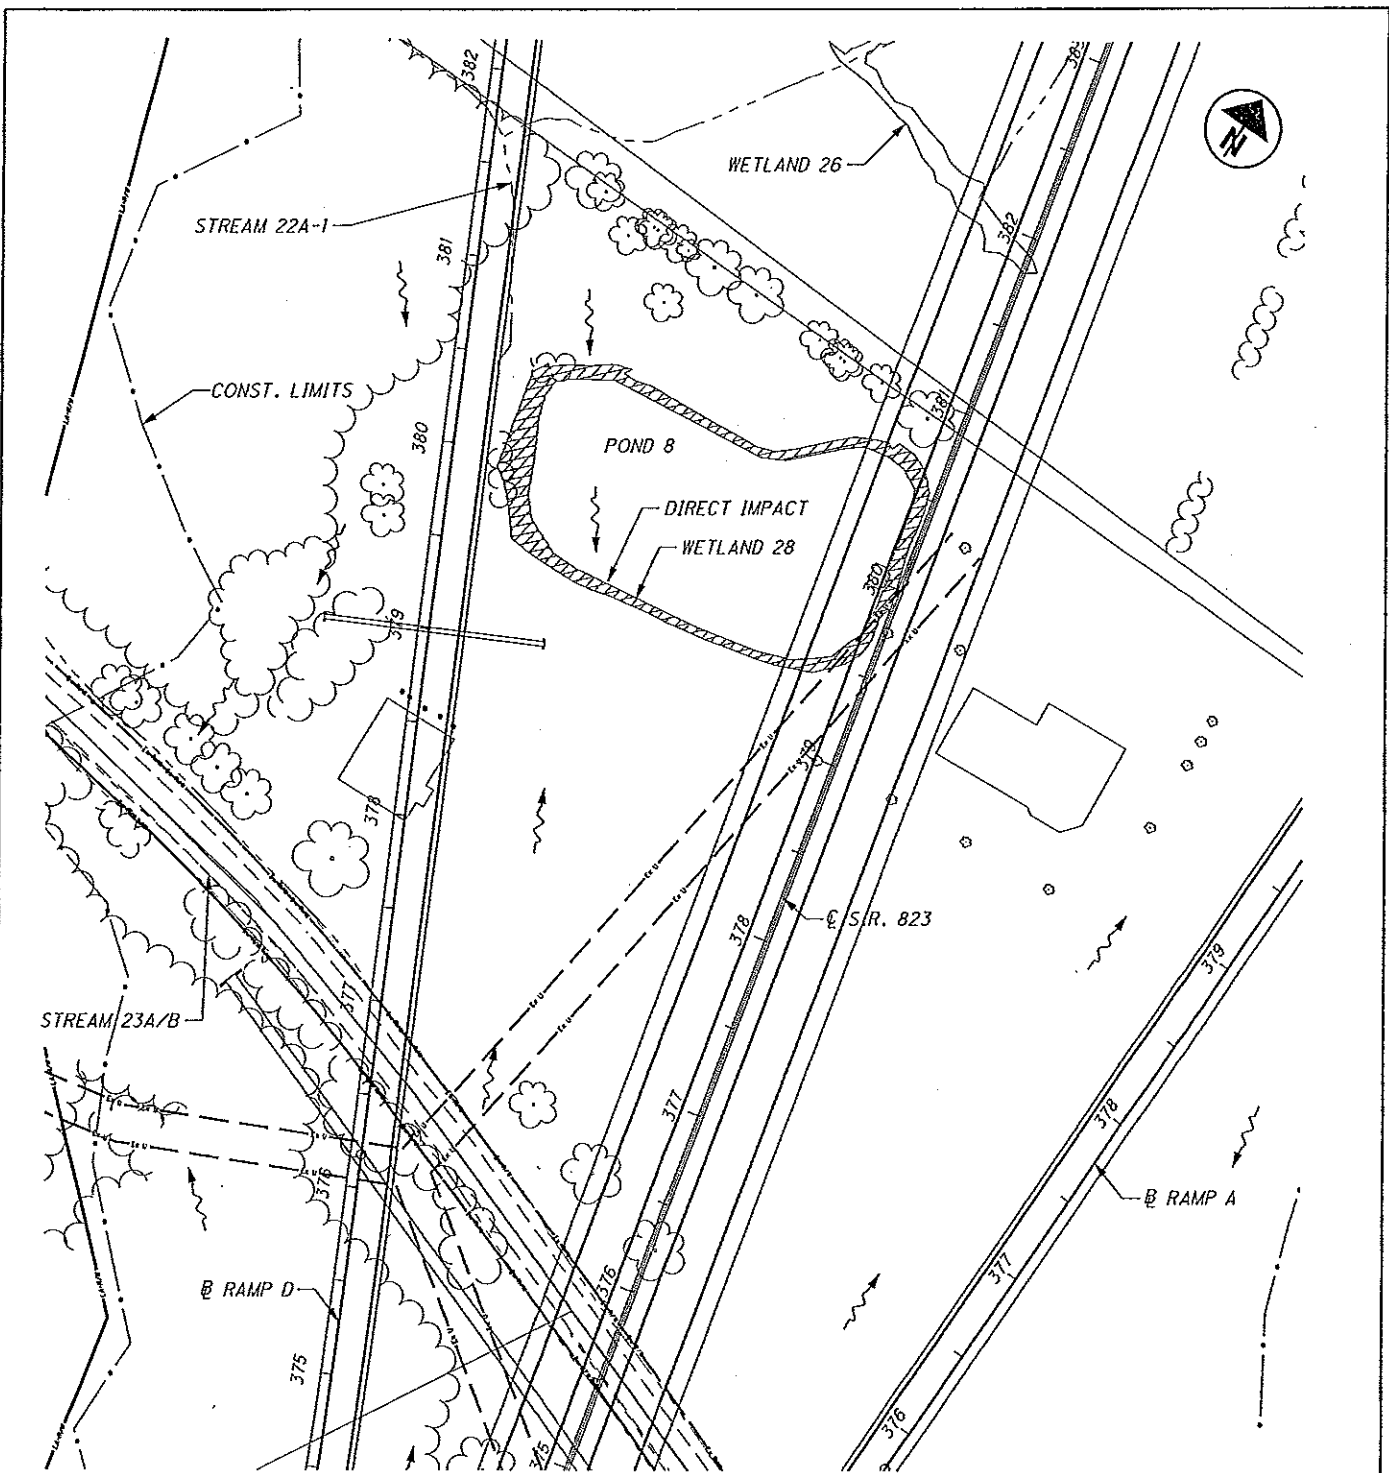 382
383
N
WETLAND 26
STREAM 22A-1
382
381
CONST. LIMITS
381
380
POND 8
DIRECT IMPACT
WETLAND 28
380
379
379
378
℄ S.R. 823
378
379
377
STREAM 23A/B
377
378
376
℄ RAMP A
377
376
B̲L RAMP D
375
376
375